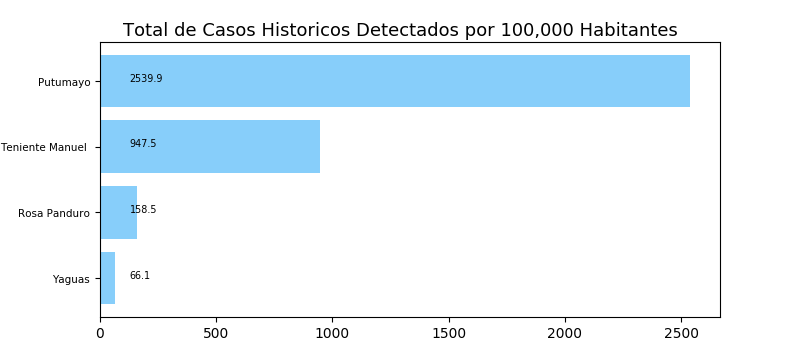 Total de Casos Historicos Detectados por 100,000 Habitantes
Putumayo 2539.9
Teniente Manuel 947.5
Rosa Panduro 158.5
Yaguas 66.1
0 500 1000 1500 2000 2500